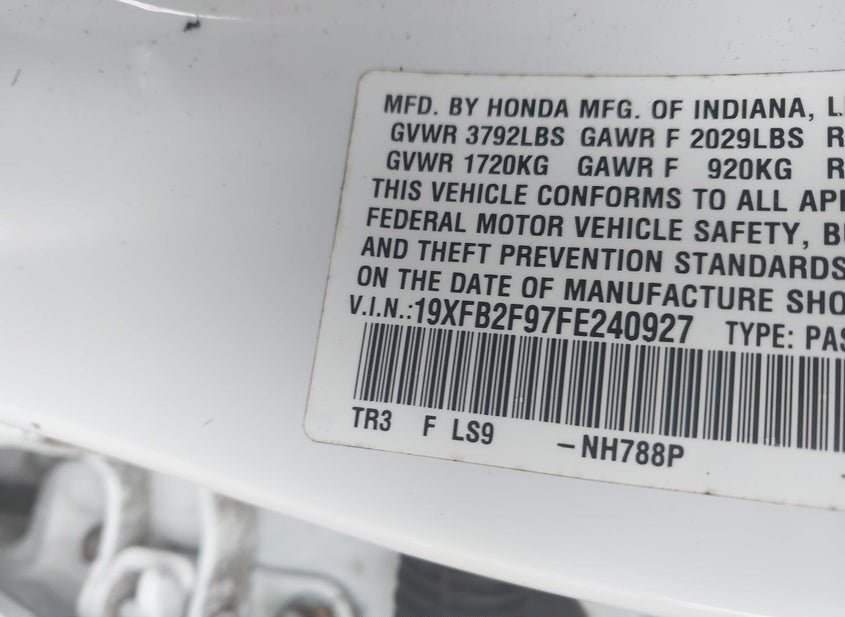 MFD. BY HONDA MFG. OF INDIANA, L
GVWR 3792LBS GAWR F 2029LBS R
GVWR 1720KG GAWR F 920KG R
THIS VEHICLE CONFORMS TO ALL APP
FEDERAL MOTOR VEHICLE SAFETY, BU
AND THEFT PREVENTION STANDARDS
ON THE DATE OF MANUFACTURE SHO
V.I.N.:19XFB2F97FE240927 TYPE: PAS
TR3 F LS9 -NH788P